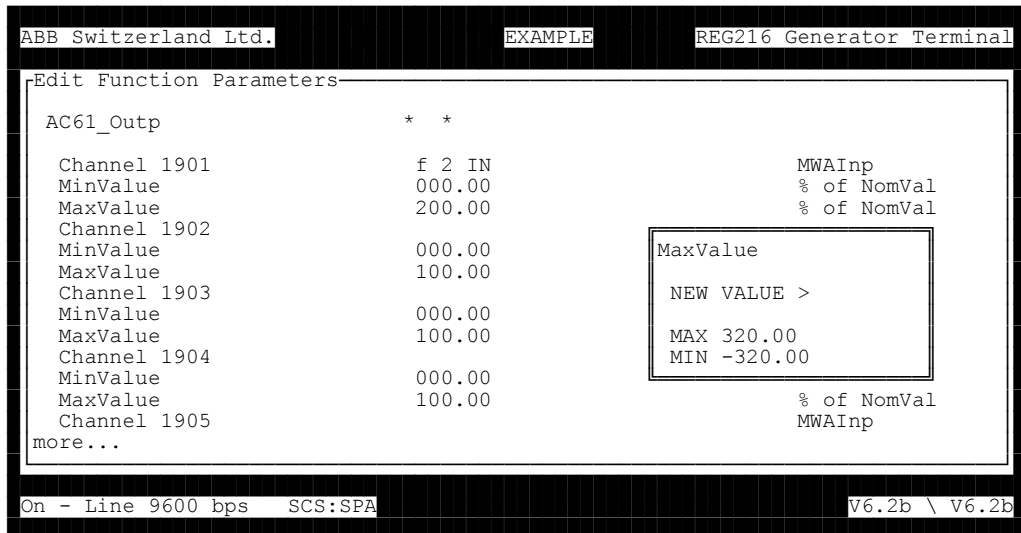 ABB Switzerland Ltd. EXAMPLE REG216 Generator Terminal
Edit Function Parameters
AC61_Outp * *
Channel 1901 f 2 IN MWAInp
MinValue 000.00 % of NomVal
MaxValue 200.00 % of NomVal
Channel 1902
MinValue 000.00 MaxValue
MaxValue 100.00
Channel 1903 NEW VALUE >
MinValue 000.00
MaxValue 100.00 MAX 320.00
Channel 1904 MIN -320.00
MinValue 000.00
MaxValue 100.00 % of NomVal
Channel 1905 MWAInp
more...
On - Line 9600 bps SCS:SPA V6.2b \ V6.2b